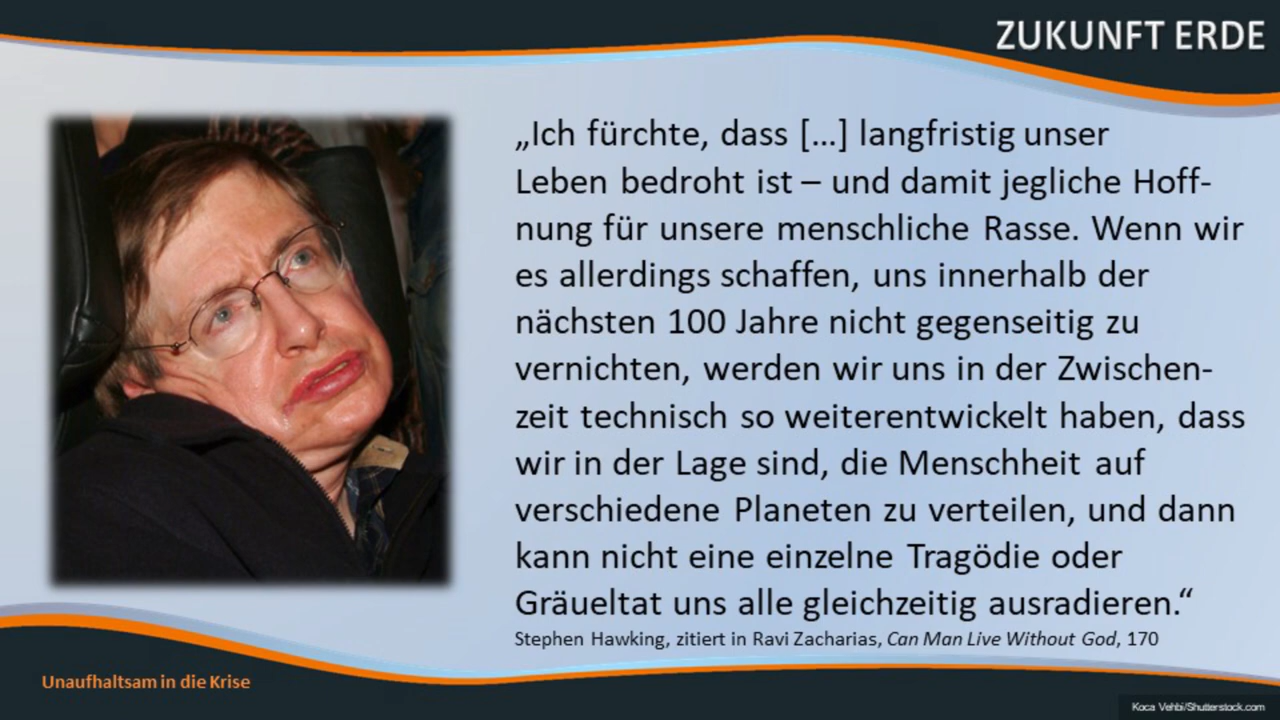 ZUKUNFT ERDE
„Ich fürchte, dass [...] langfristig unser
Leben bedroht ist – und damit jegliche Hoff-
nung für unsere menschliche Rasse. Wenn wir
es allerdings schaffen, uns innerhalb der
nächsten 100 Jahre nicht gegenseitig zu
vernichten, werden wir uns in der Zwischen-
zeit technisch so weiterentwickelt haben, dass
wir in der Lage sind, die Menschheit auf
verschiedene Planeten zu verteilen, und dann
kann nicht eine einzelne Tragödie oder
Gräueltat uns alle gleichzeitig ausradieren.“
Stephen Hawking, zitiert in Ravi Zacharias, Can Man Live Without God, 170
Unaufhaltsam in die Krise
Koca Vehbi/Shutterstock.com